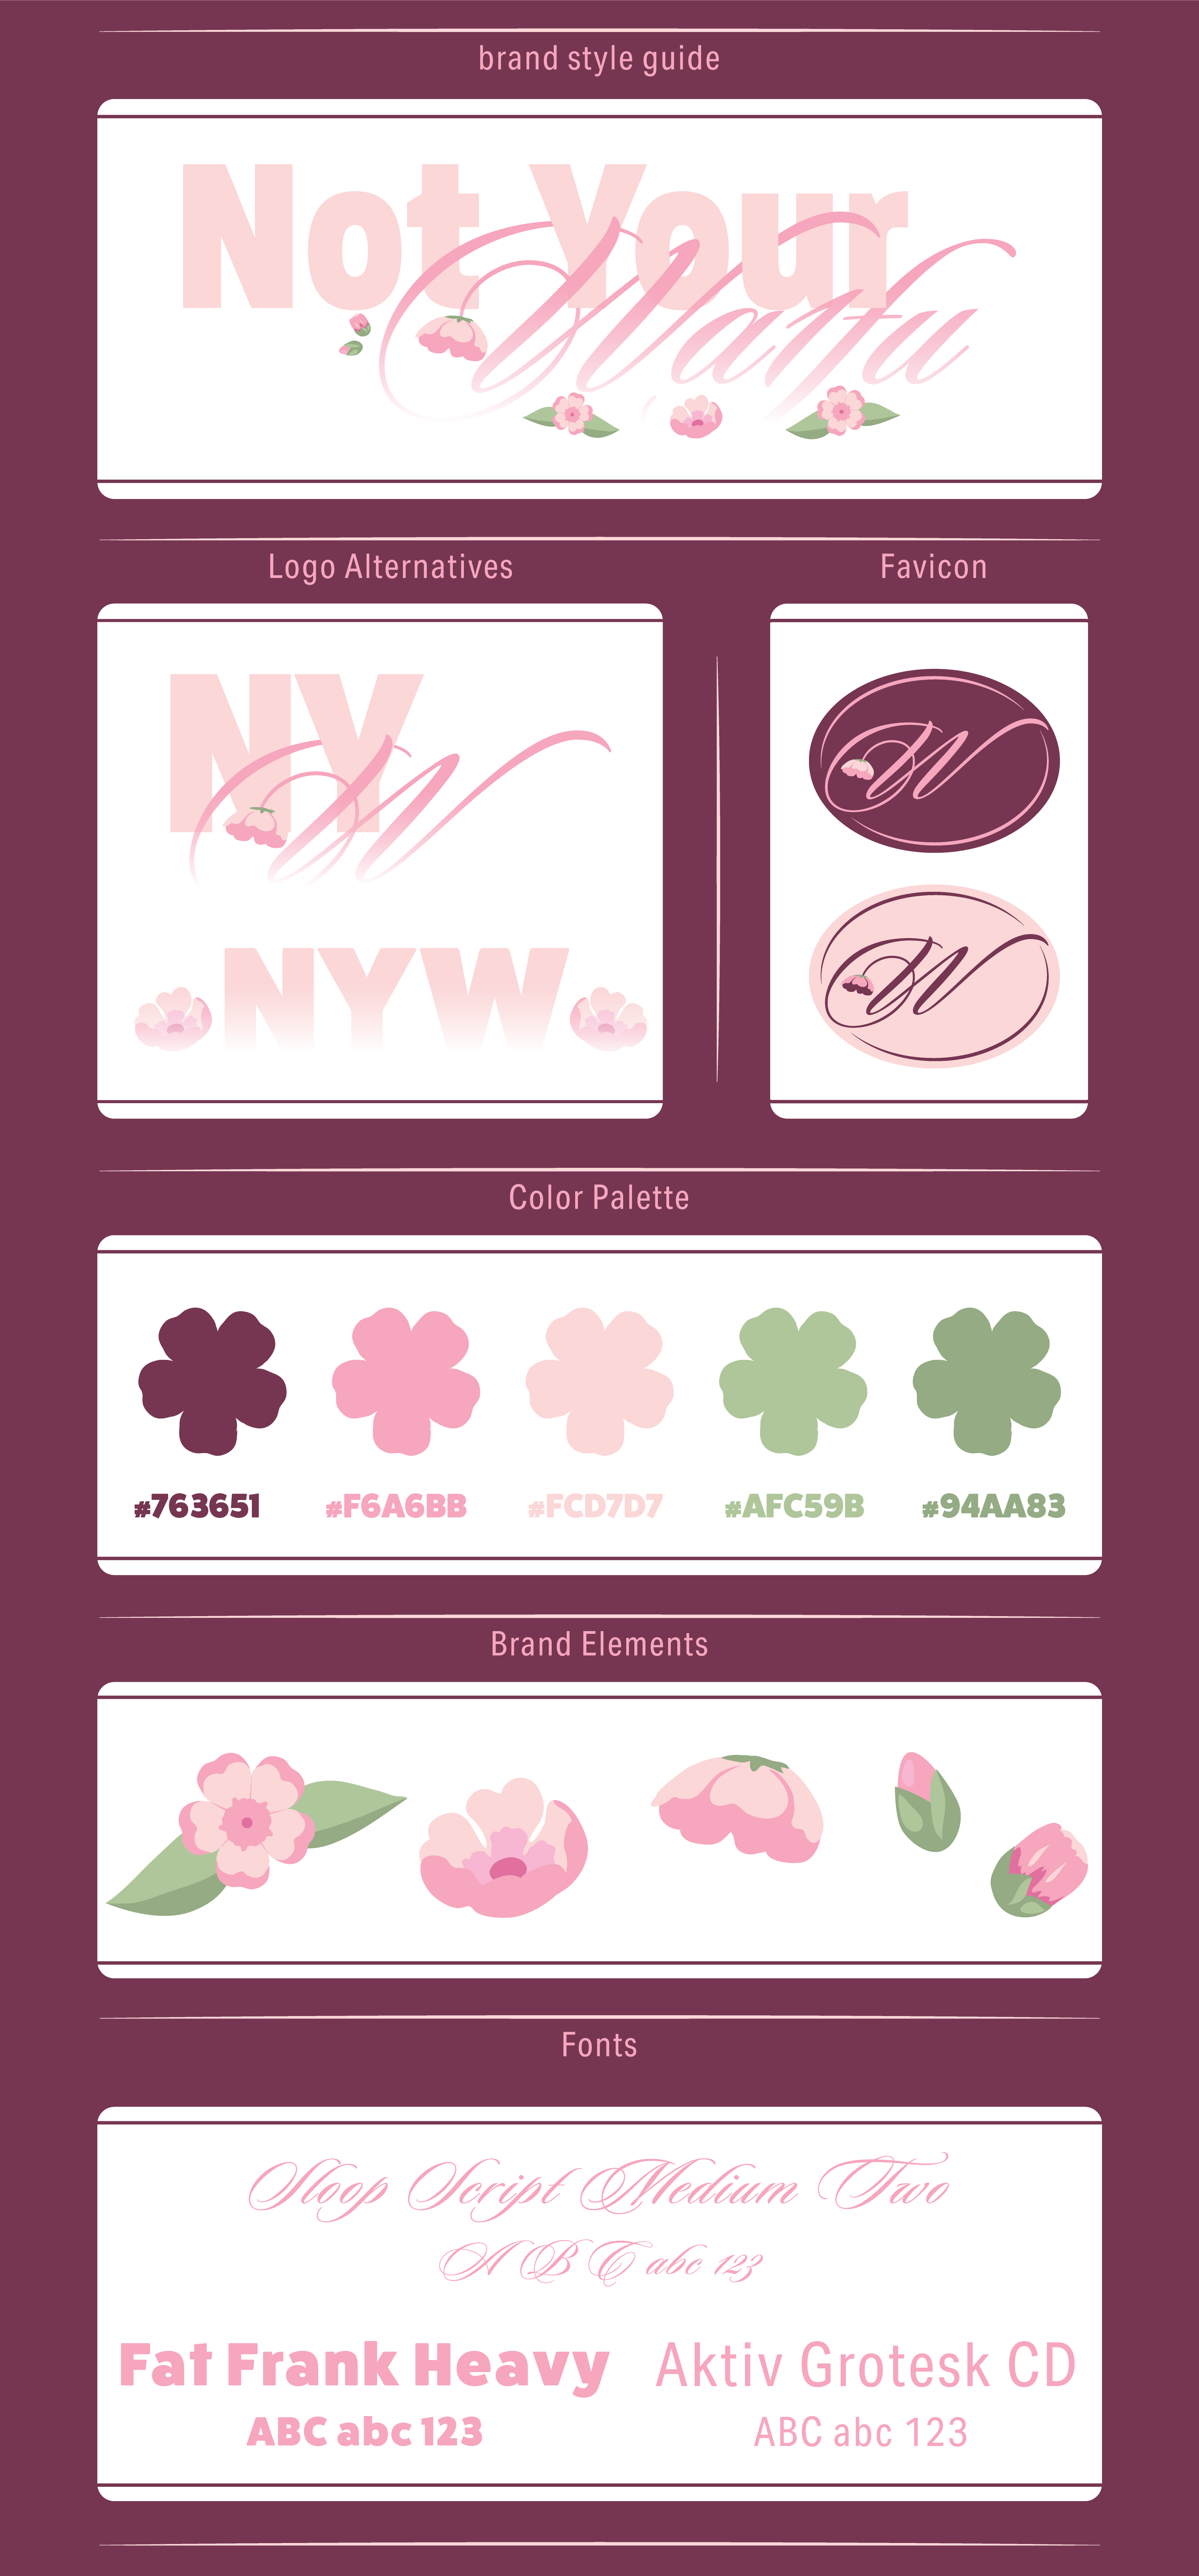 brand style guide
Not Your
Waifu
Logo Alternatives
Favicon
NY
W
NYW
W
W
Color Palette
#763651 #F6A6BB #FCD7D7 #AFC59B #94AA83
Brand Elements
Fonts
Sloop Script Medium Two
A B C abc 123
Fat Frank Heavy
ABC abc 123
Aktiv Grotesk CD
ABC abc 123